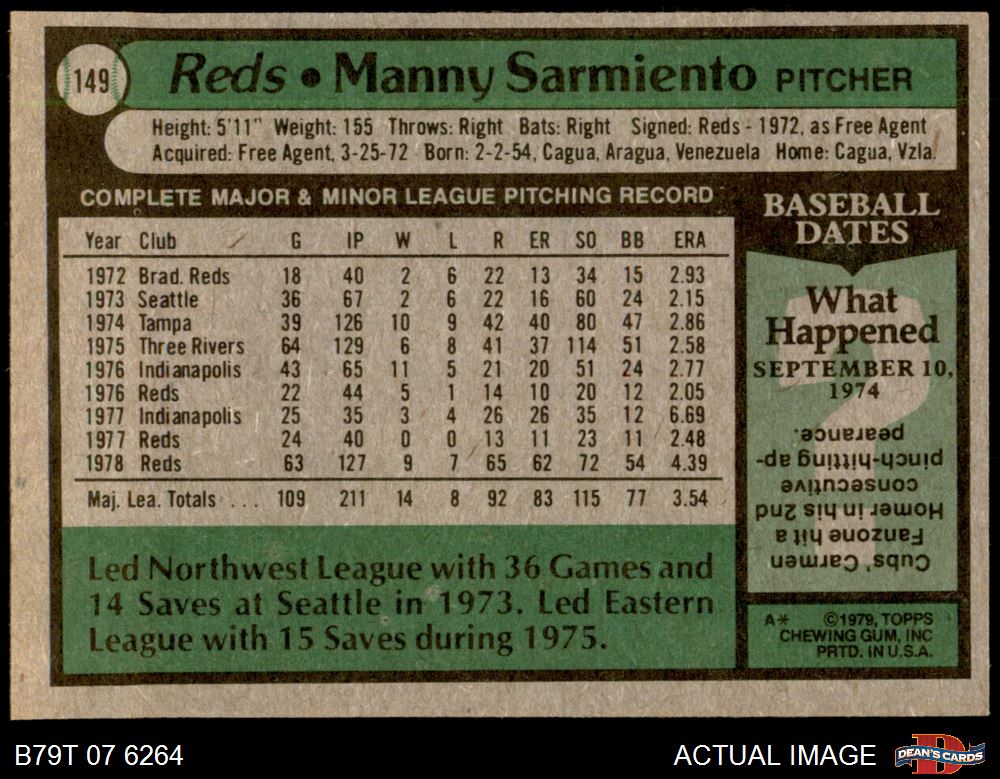 149
Reds • Manny Sarmiento PITCHER
Height: 5'11" Weight: 155 Throws: Right Bats: Right Signed: Reds - 1972, as Free Agent
Acquired: Free Agent, 3-25-72 Born: 2-2-54, Cagua, Aragua, Venezuela Home: Cagua, Vzla.
COMPLETE MAJOR & MINOR LEAGUE PITCHING RECORD
Year Club G IP W L R ER SO BB ERA
1972 Brad. Reds 18 40 2 6 22 13 34 15 2.93
1973 Seattle 36 67 2 6 22 16 60 24 2.15
1974 Tampa 39 126 10 9 42 40 80 47 2.86
1975 Three Rivers 64 129 6 8 41 37 114 51 2.58
1976 Indianapolis 43 65 11 5 21 20 51 24 2.77
1976 Reds 22 44 5 1 14 10 20 12 2.05
1977 Indianapolis 25 35 3 4 26 26 35 12 6.69
1977 Reds 24 40 0 0 13 11 23 11 2.48
1978 Reds 63 127 9 7 65 62 72 54 4.39
Maj. Lea. Totals . . . 109 211 14 8 92 83 115 77 3.54
Led Northwest League with 36 Games and
14 Saves at Seattle in 1973. Led Eastern
League with 15 Saves during 1975.
BASEBALL
DATES
What
Happened
SEPTEMBER 10,
1974
?
Cubs' Carmen
Fanzone hit a
Homer in his 2nd
consecutive
pinch-hitting ap-
pearance.
A* ©1979, TOPPS
CHEWING GUM, INC
PRTD. IN U.S.A.
B79T 07 6264
ACTUAL IMAGE
D
DEAN'S CARDS